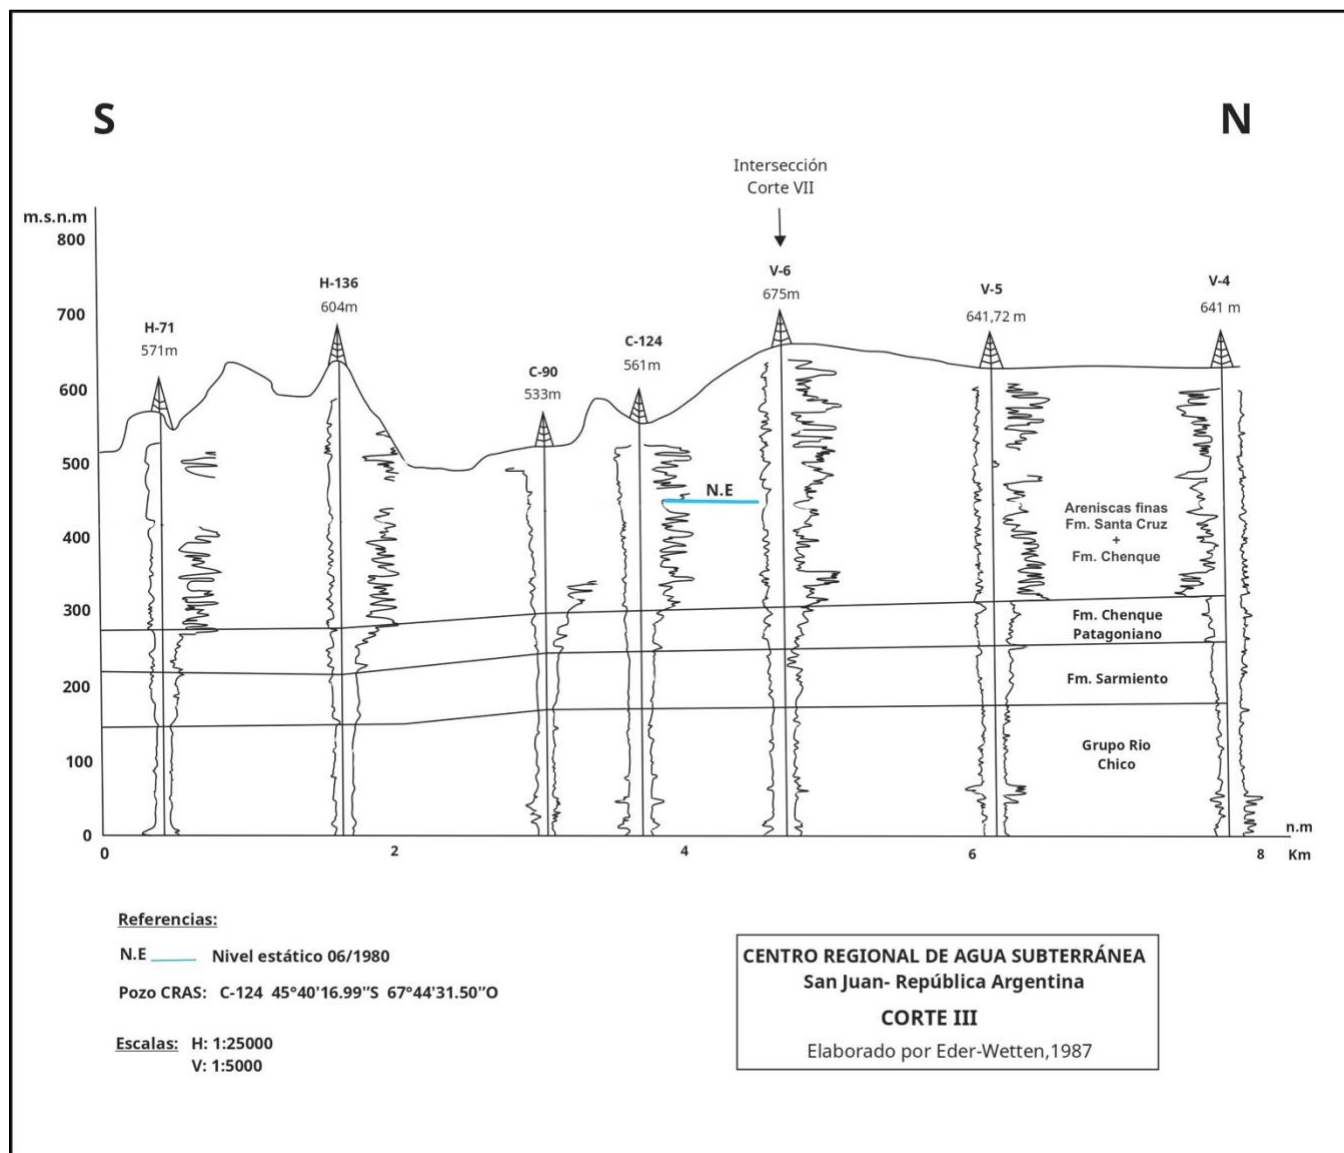 S
N
Intersección
Corte VII
m.s.n.m
800
700
600
500
400
300
200
100
0
H-71
571m
H-136
604m
C-90
533m
C-124
561m
V-6
675m
V-5
641,72 m
V-4
641 m
N.E
Areniscas finas
Fm. Santa Cruz
+
Fm. Chenque
Fm. Chenque
Patagoniano
Fm. Sarmiento
Grupo Rio
Chico
n.m
0
2
4
6
8
Km
Referencias:
N.E Nivel estático 06/1980
Pozo CRAS: C-124 45°40'16.99"S 67°44'31.50"O
Escalas: H: 1:25000
V: 1:5000
CENTRO REGIONAL DE AGUA SUBTERRÁNEA
San Juan- República Argentina
CORTE III
Elaborado por Eder-Wetten,1987